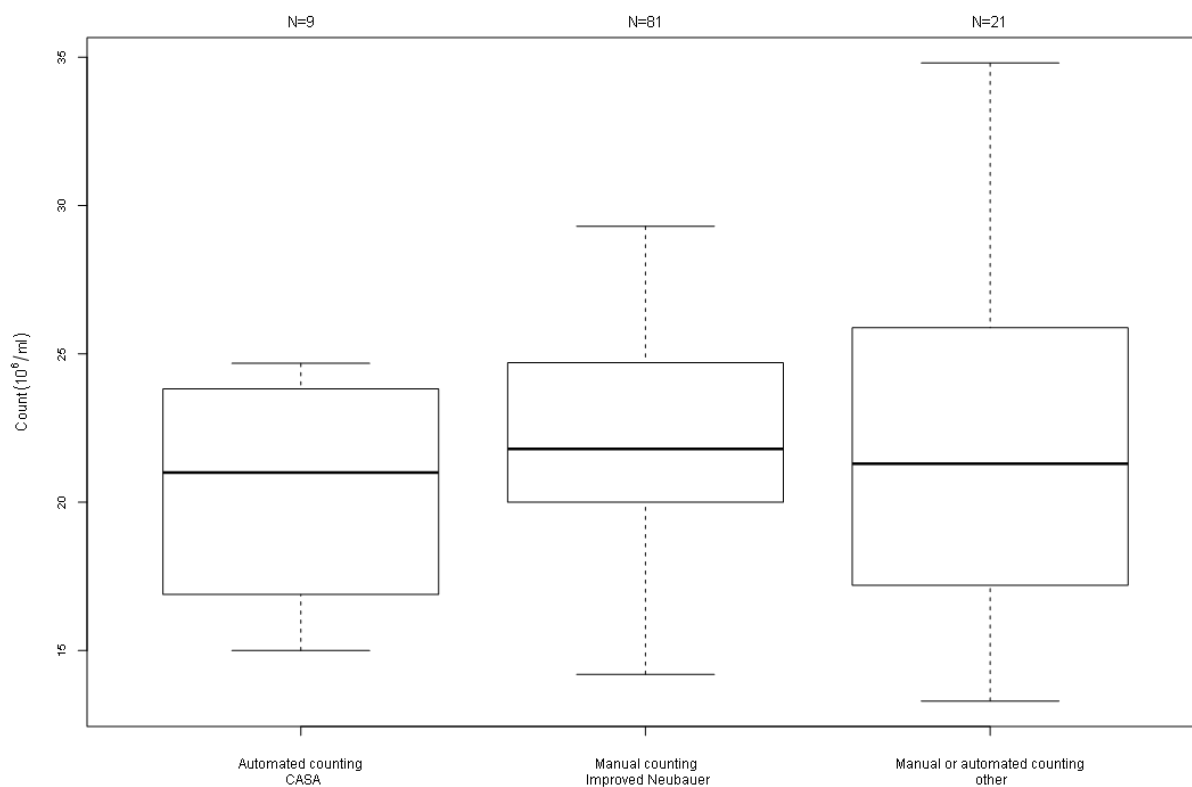 N=9
N=81
N=21
35
30
25
20
15
Count (10⁶/ml)
Automated counting
CASA
Manual counting
Improved Neubauer
Manual or automated counting
other